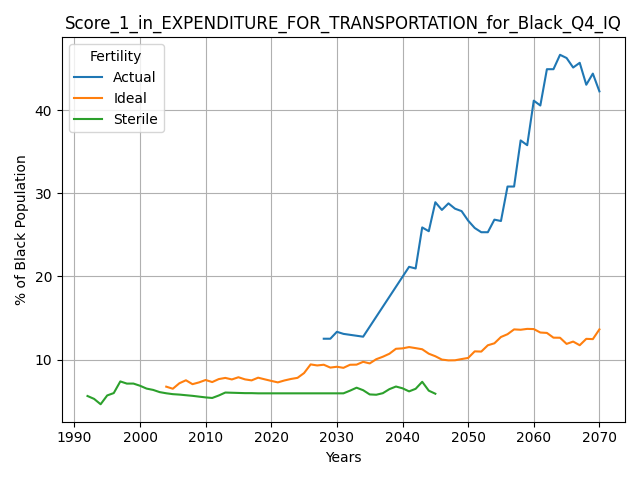 Score_1_in_EXPENDITURE_FOR_TRANSPORTATION_for_Black_Q4_IQ
Fertility
Actual
Ideal
Sterile
% of Black Population
40
30
20
10
1990 2000 2010 2020 2030 2040 2050 2060 2070
Years